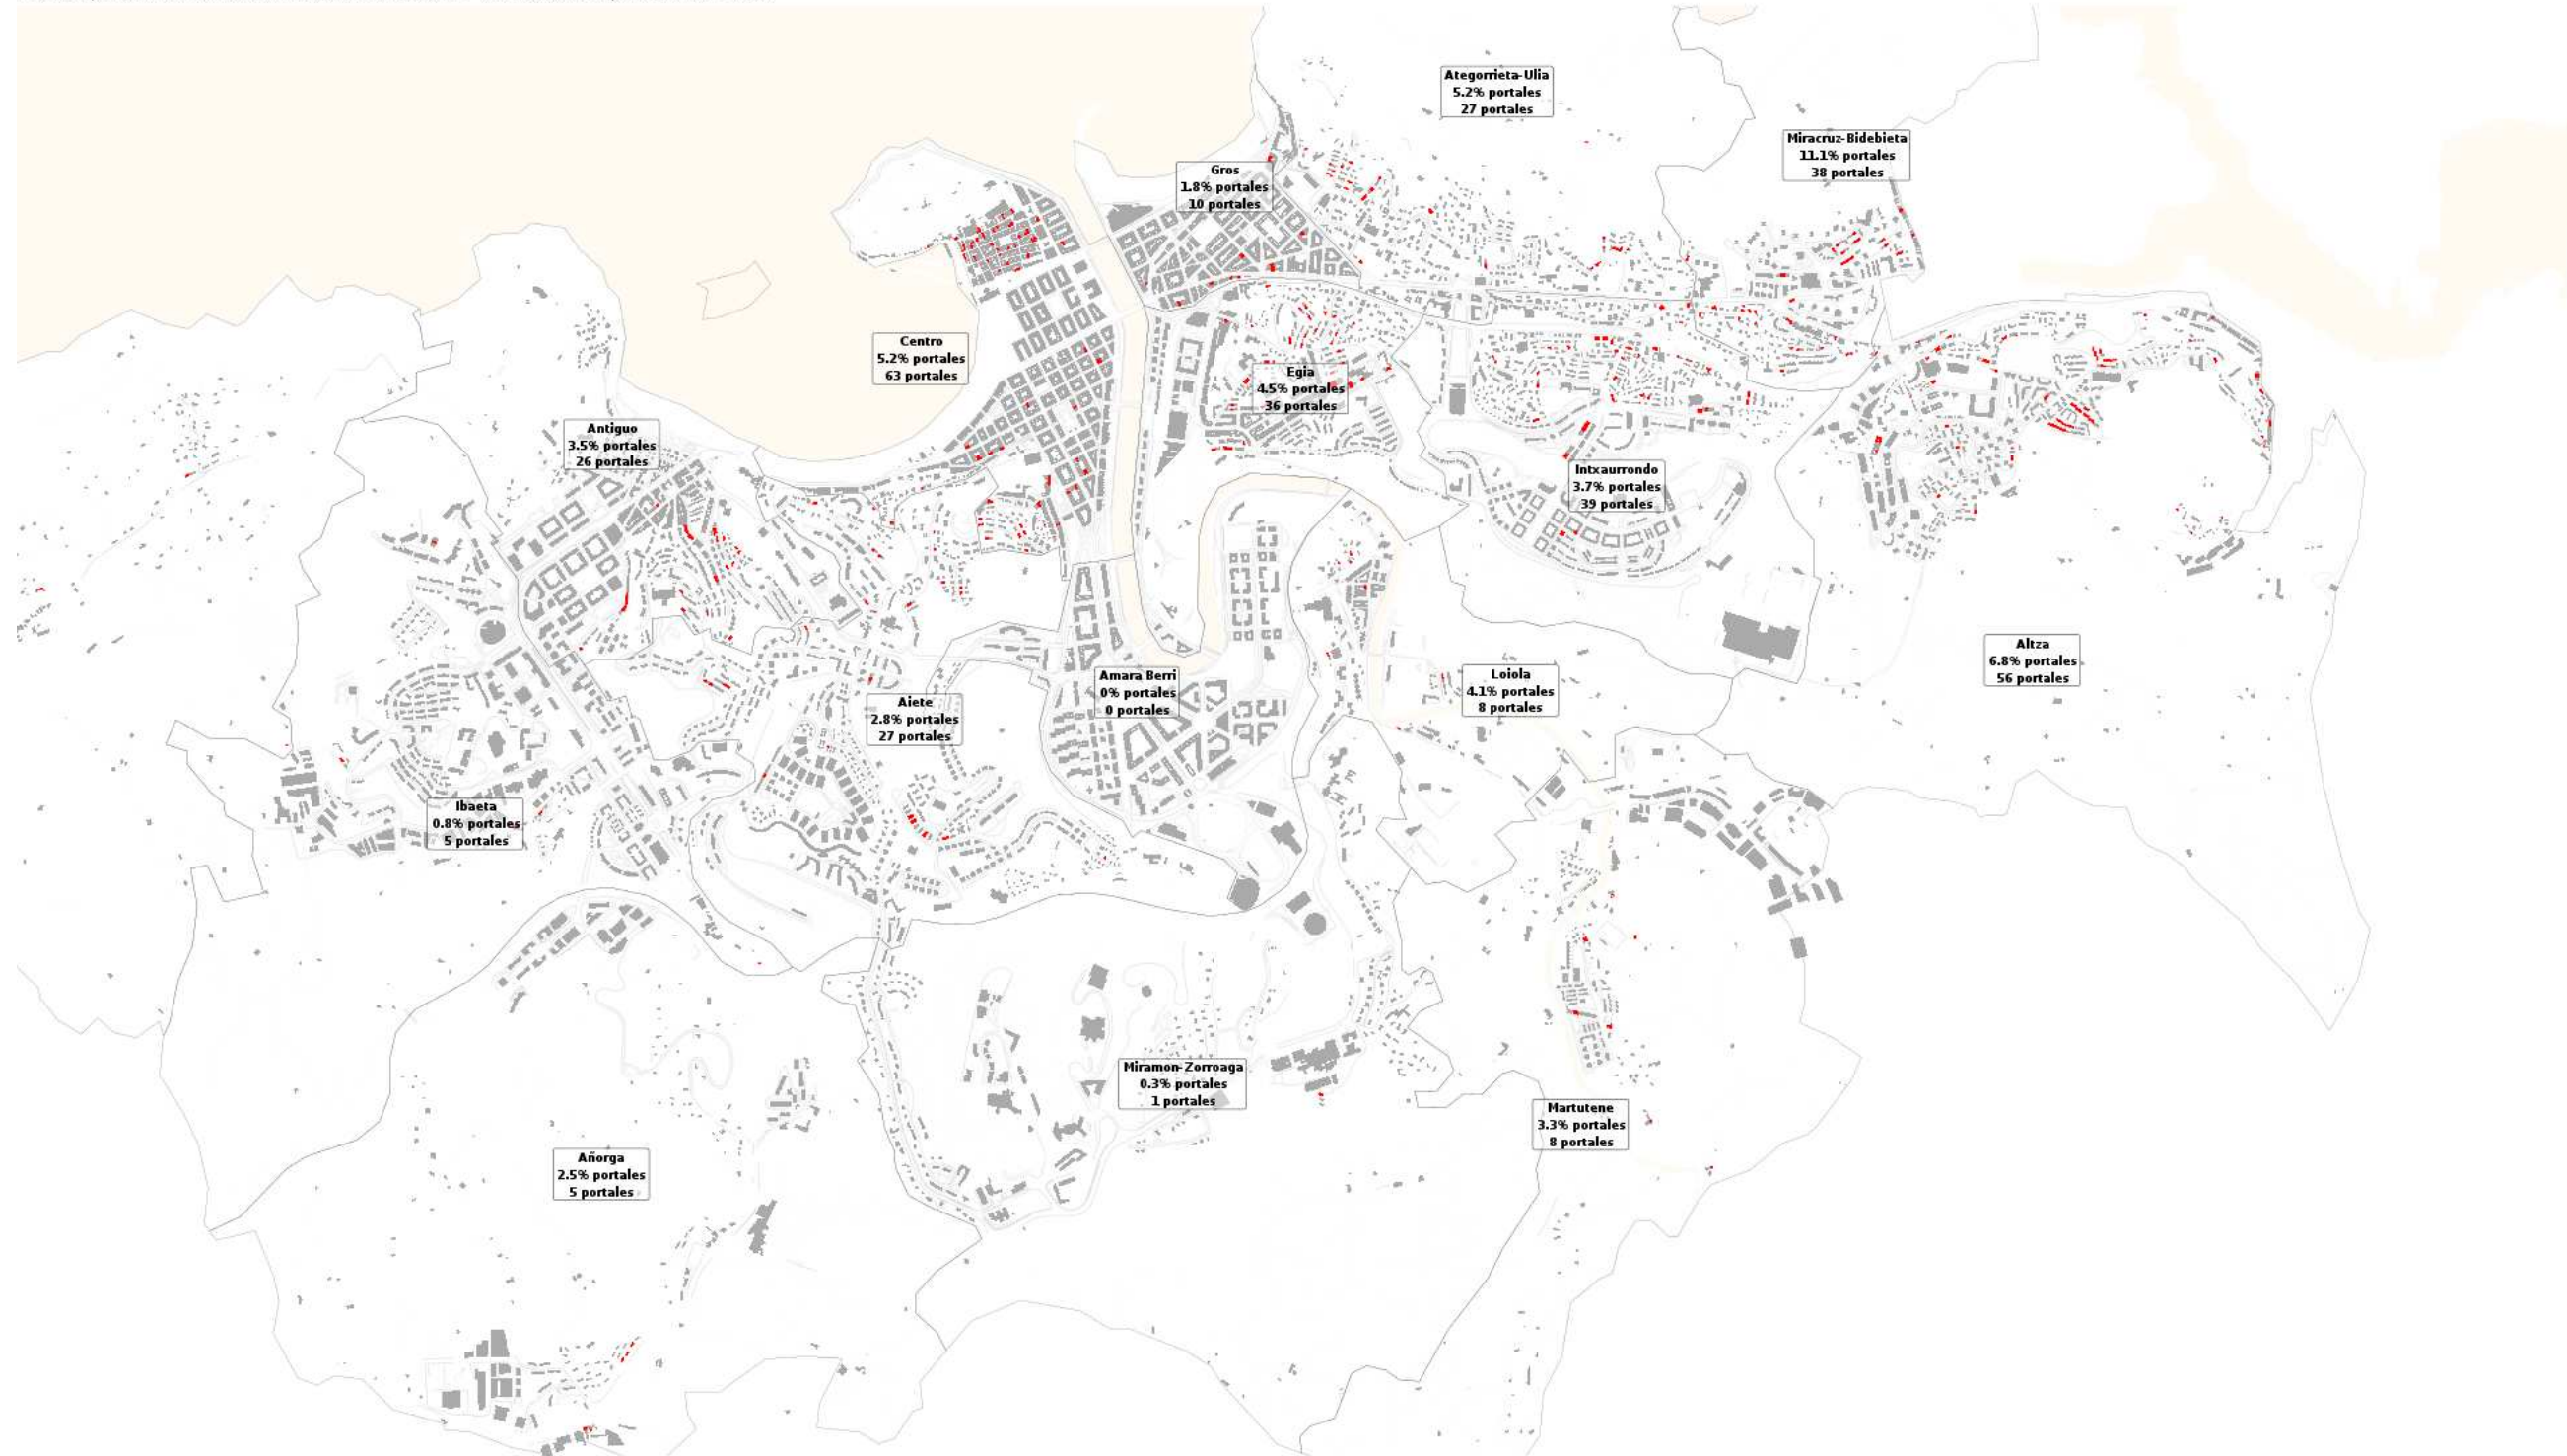 Ategorrieta-Ulia
5.2% portales
27 portales
Miracruz-Bidebieta
11.1% portales
38 portales
Gros
1.8% portales
10 portales
Centro
5.2% portales
63 portales
Egia
4.5% portales
36 portales
Antiguo
3.5% portales
26 portales
Intxaurrondo
3.7% portales
39 portales
Altza
6.8% portales
56 portales
Loiola
4.1% portales
8 portales
Amara Berri
0% portales
0 portales
Aiete
2.8% portales
27 portales
Ibaeta
0.8% portales
5 portales
Miramon-Zorroaga
0.3% portales
1 portales
Martutene
3.3% portales
8 portales
Añorga
2.5% portales
5 portales